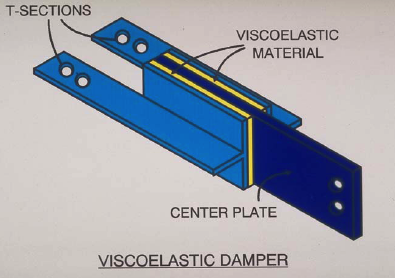 T-SECTIONS
VISCOELASTIC
MATERIAL
CENTER PLATE
VISCOELASTIC DAMPER